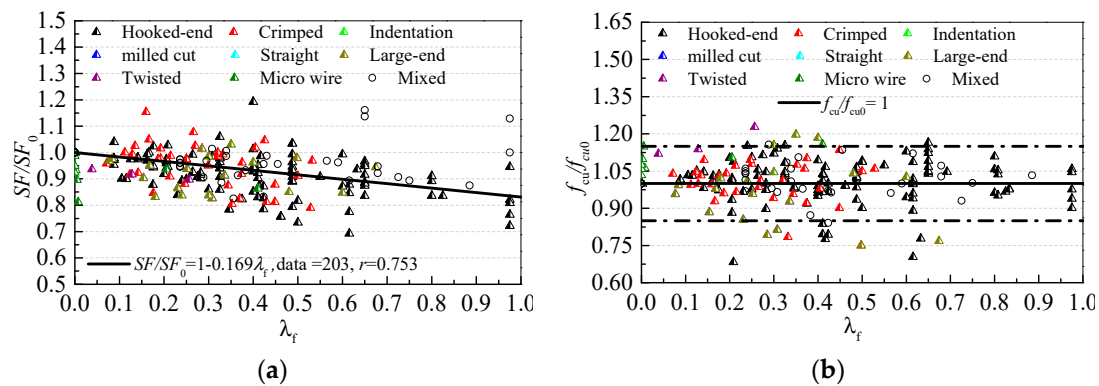 1.5
1.4
1.3
1.2
1.1
1.0
0.9
0.8
0.7
0.6
0.5
SF/SF0
Hooked-end Crimped Indentation
milled cut Straight Large-end
Twisted Micro wire Mixed
SF/SF0=1-0.169λf ,data =203, r=0.753
0.0 0.1 0.2 0.3 0.4 0.5 0.6 0.7 0.8 0.9 1.0
λf
(a)
1.65
1.50
1.35
1.20
1.05
0.90
0.75
0.60
fcu/fcu0
Hooked-end Crimped Indentation
milled cut Straight Large-end
Twisted Micro wire Mixed
fcu/fcu0= 1
0.0 0.1 0.2 0.3 0.4 0.5 0.6 0.7 0.8 0.9 1.0
λf
(b)